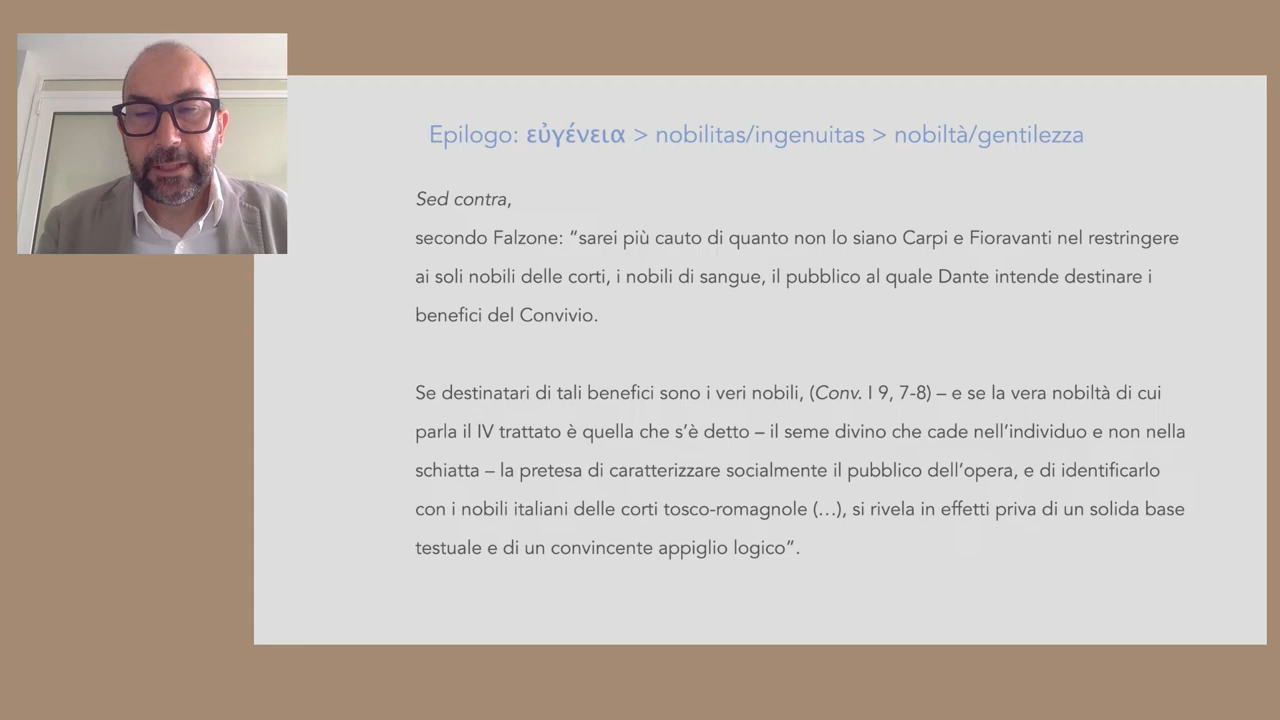 Epilogo: εὐγένεια > nobilitas/ingenuitas > nobiltà/gentilezza
Sed contra,
secondo Falzone: “sarei più cauto di quanto non lo siano Carpi e Fioravanti nel restringere
ai soli nobili delle corti, i nobili di sangue, il pubblico al quale Dante intende destinare i
benefici del Convivio.
Se destinatari di tali benefici sono i veri nobili, (Conv. I 9, 7-8) – e se la vera nobiltà di cui
parla il IV trattato è quella che s’è detto – il seme divino che cade nell’individuo e non nella
schiatta – la pretesa di caratterizzare socialmente il pubblico dell’opera, e di identificarlo
con i nobili italiani delle corti tosco-romagnole (…), si rivela in effetti priva di un solida base
testuale e di un convincente appiglio logico”.